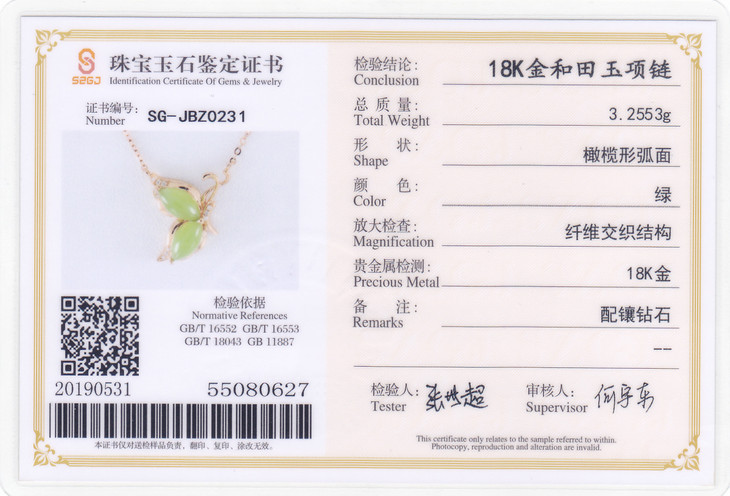 S2GJ
珠宝玉石鉴定证书
Identification Certificate Of Gems & Jewelry
证书编号:
Number
SG-JBZ0231
检验依据
Normative References
GB/T 16552 GB/T 16553
GB/T 18043 GB 11887
20190531
55080627
本证书仅对送检样品负责，翻印、复印、涂改无效。
检验结论:
Conclusion
18K金和田玉项链
总 质 量:
Total Weight
3.2553g
形 状:
Shape
橄榄形弧面
颜 色:
Color
绿
放大检查:
Magnification
纤维交织结构
贵金属检测:
Precious Metal
18K金
备 注:
Remarks
配镶钻石
--
检验人:
Tester
审核人:
Supervisor
This certificate only relates to the sample referred to within.
Photocopy, reproduction and alteration are invalid.